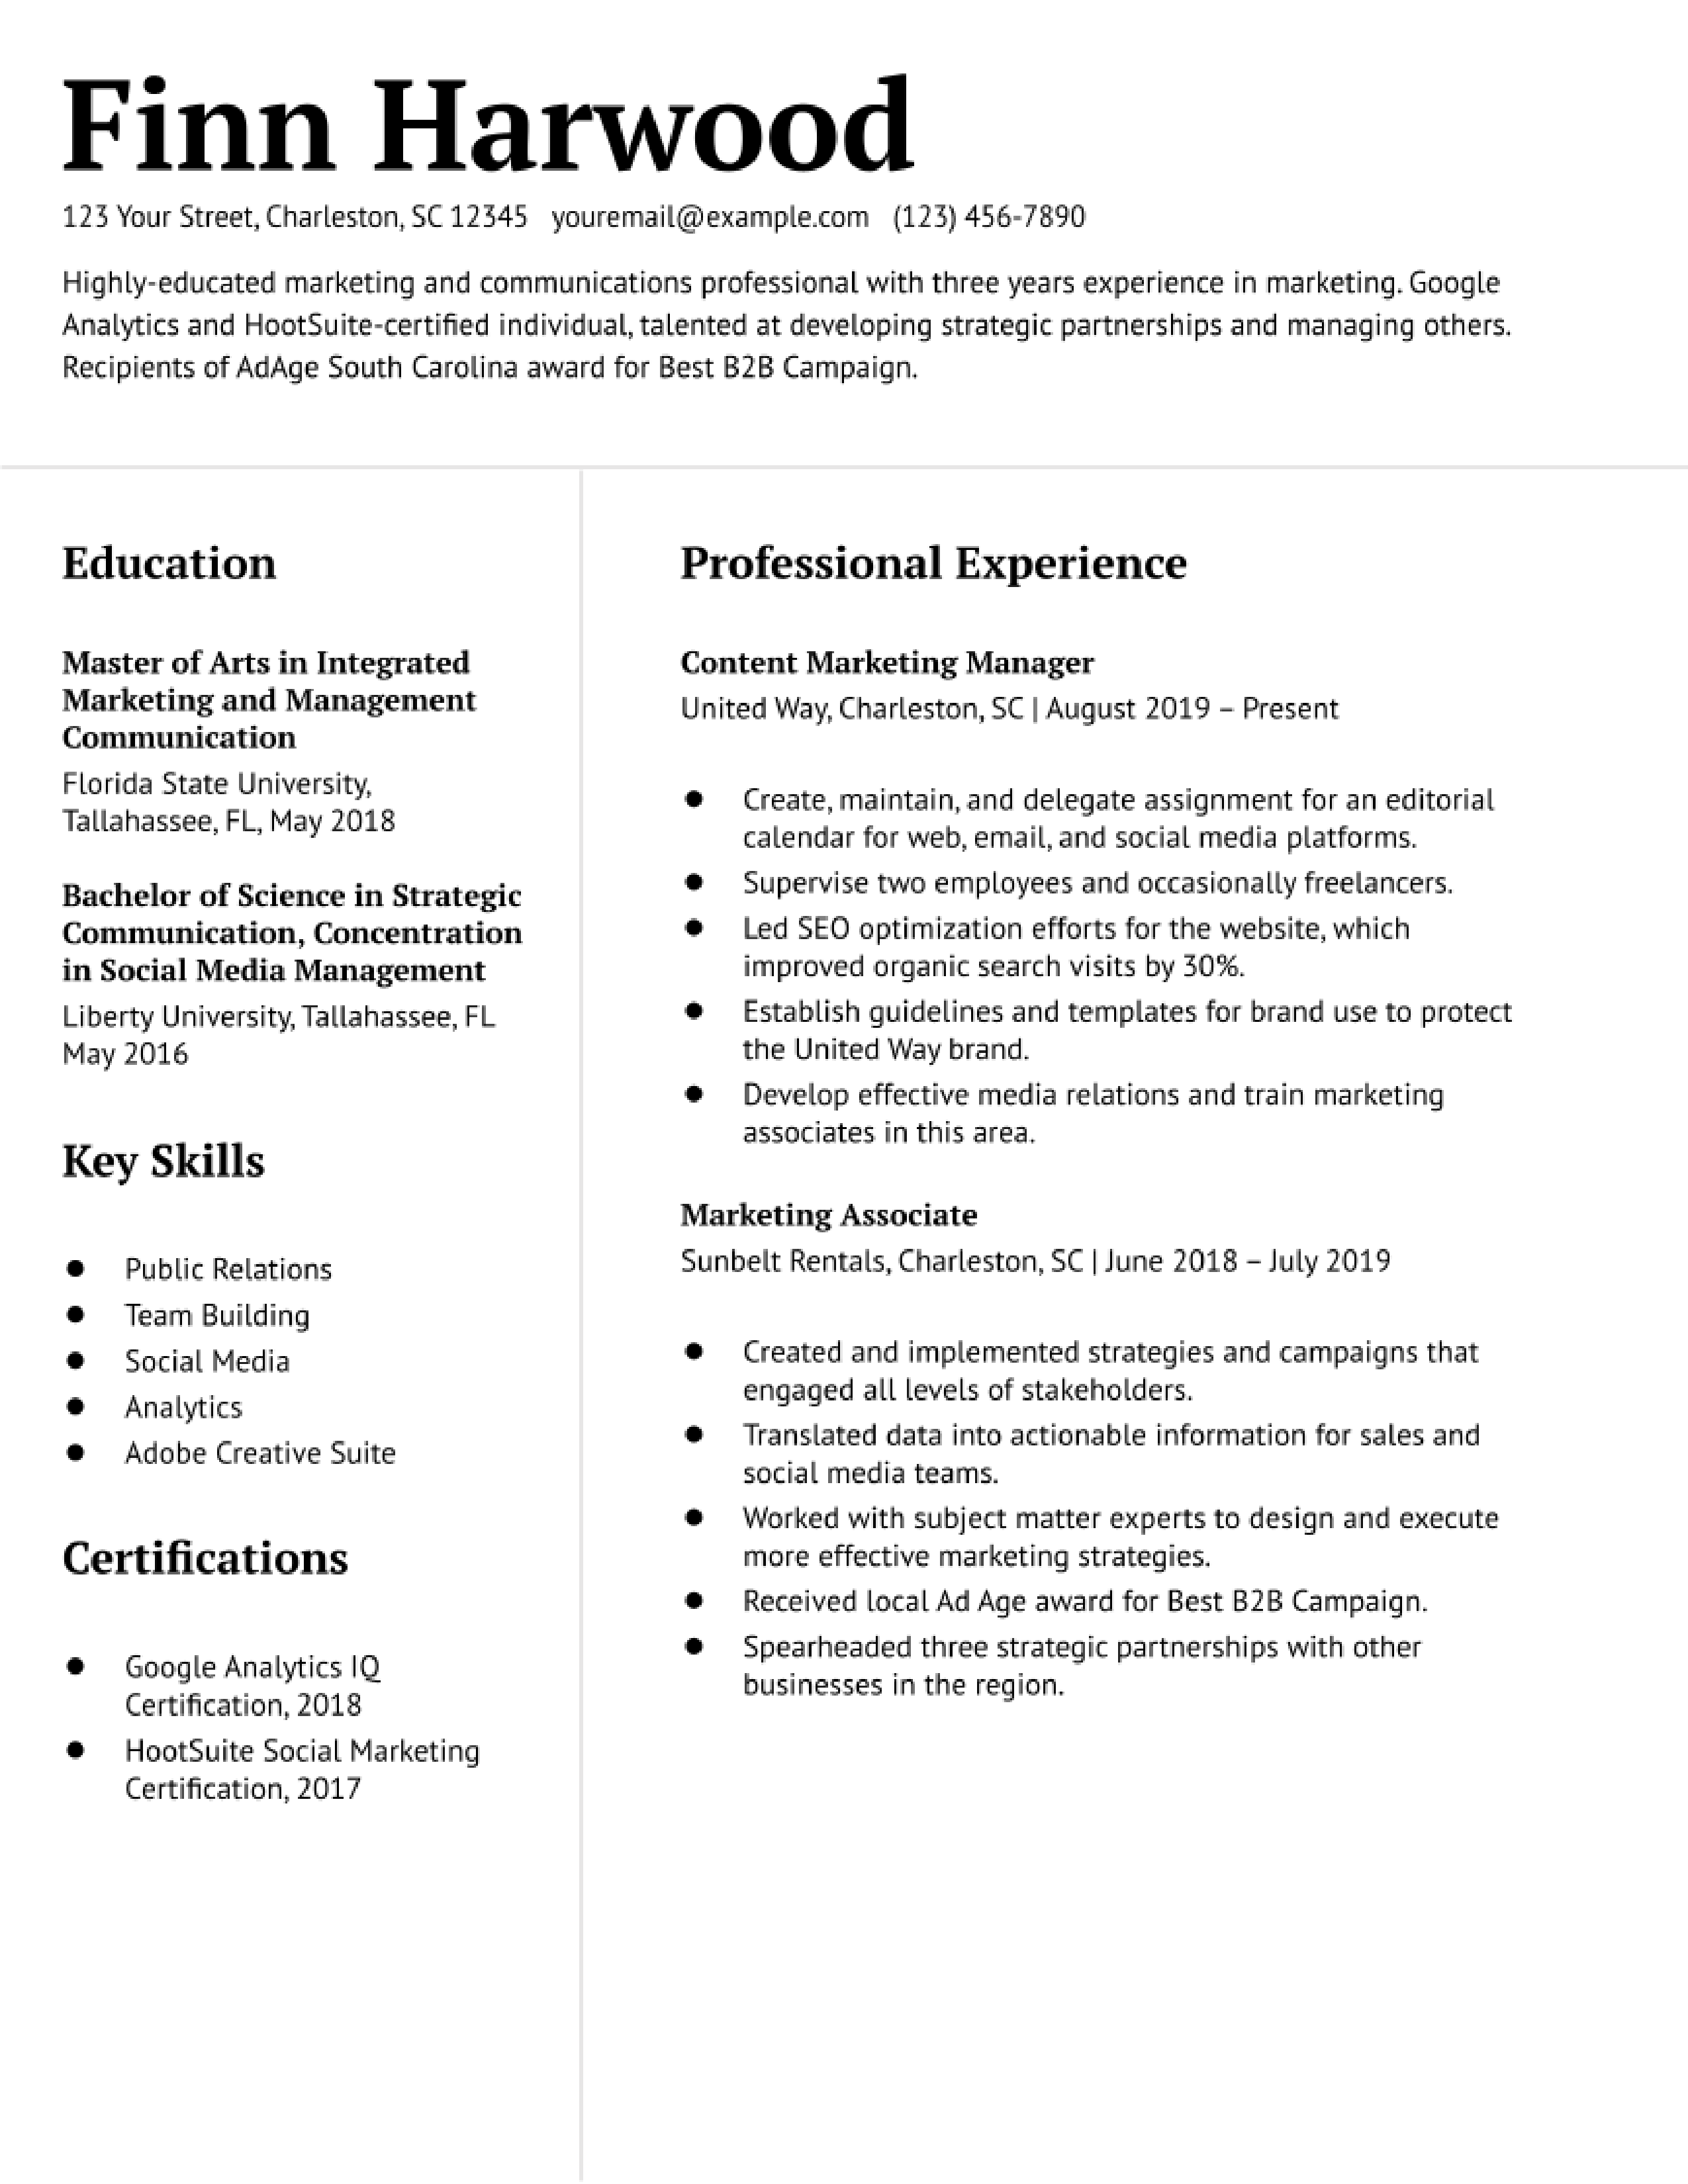 Finn Harwood
123 Your Street, Charleston, SC 12345   youremail@example.com   (123) 456-7890
Highly-educated marketing and communications professional with three years experience in marketing. Google
Analytics and HootSuite-certified individual, talented at developing strategic partnerships and managing others.
Recipients of AdAge South Carolina award for Best B2B Campaign.
Education
Master of Arts in Integrated
Marketing and Management
Communication
Florida State University,
Tallahassee, FL, May 2018
Bachelor of Science in Strategic
Communication, Concentration
in Social Media Management
Liberty University, Tallahassee, FL
May 2016
Key Skills
● Public Relations
● Team Building
● Social Media
● Analytics
● Adobe Creative Suite
Certifications
● Google Analytics IQ
Certification, 2018
● HootSuite Social Marketing
Certification, 2017
Professional Experience
Content Marketing Manager
United Way, Charleston, SC | August 2019 – Present
● Create, maintain, and delegate assignment for an editorial
calendar for web, email, and social media platforms.
● Supervise two employees and occasionally freelancers.
● Led SEO optimization efforts for the website, which
improved organic search visits by 30%.
● Establish guidelines and templates for brand use to protect
the United Way brand.
● Develop effective media relations and train marketing
associates in this area.
Marketing Associate
Sunbelt Rentals, Charleston, SC | June 2018 – July 2019
● Created and implemented strategies and campaigns that
engaged all levels of stakeholders.
● Translated data into actionable information for sales and
social media teams.
● Worked with subject matter experts to design and execute
more effective marketing strategies.
● Received local Ad Age award for Best B2B Campaign.
● Spearheaded three strategic partnerships with other
businesses in the region.